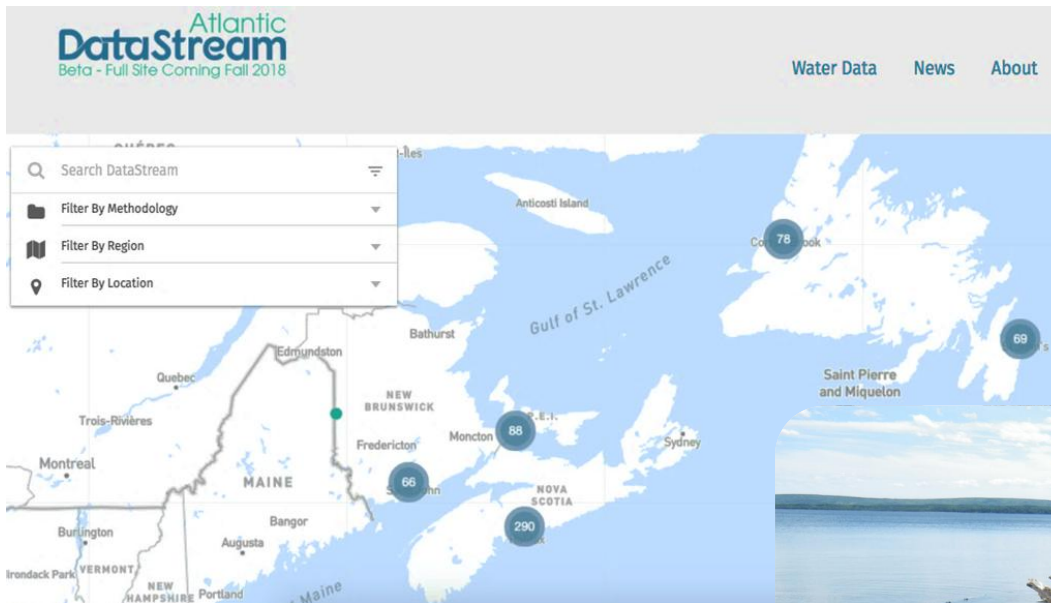 Atlantic
DataStream
Beta - Full Site Coming Fall 2018
Water Data News About
Search DataStream
Filter By Methodology
Filter By Region
Filter By Location
Anticosti Island
78
Gulf of St. Lawrence
69
Bathurst
Edmundston
Saint Pierre
and Miquelon
Quebec
NEW
BRUNSWICK
Trois-Rivières
88
P.E.I.
Moncton
Fredericton
Sydney
Montreal
MAINE
66
NOVA
SCOTIA
290
Bangor
Burlington
Augusta
VERMONT
NEW
HAMPSHIRE
Portland
Maine